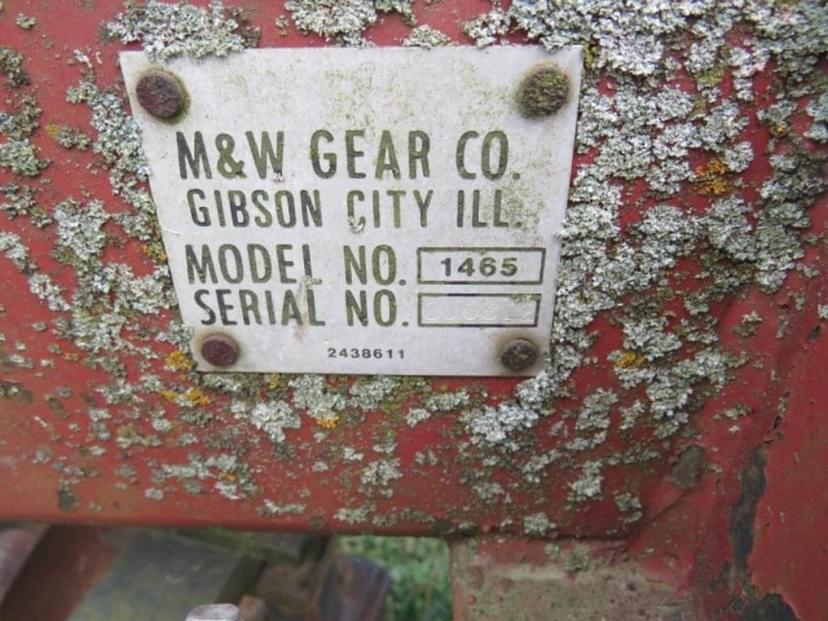 M&W GEAR CO.
GIBSON CITY ILL.
MODEL NO. 1465
SERIAL NO.
2438611